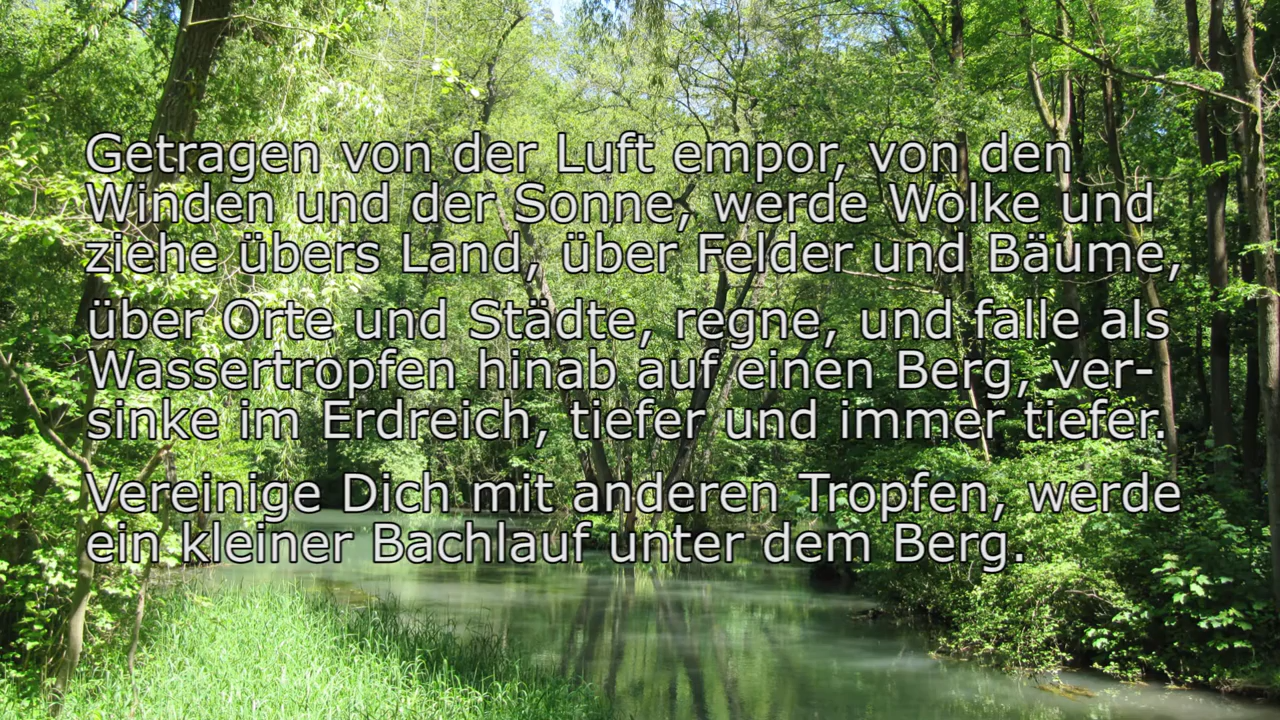 Getragen von der Luft empor, von den
Winden und der Sonne, werde Wolke und
ziehe übers Land, über Felder und Bäume,
über Orte und Städte, regne, und falle als
Wassertropfen hinab auf einen Berg, ver-
sinke im Erdreich, tiefer und immer tiefer.
Vereinige Dich mit anderen Tropfen, werde
ein kleiner Bachlauf unter dem Berg.